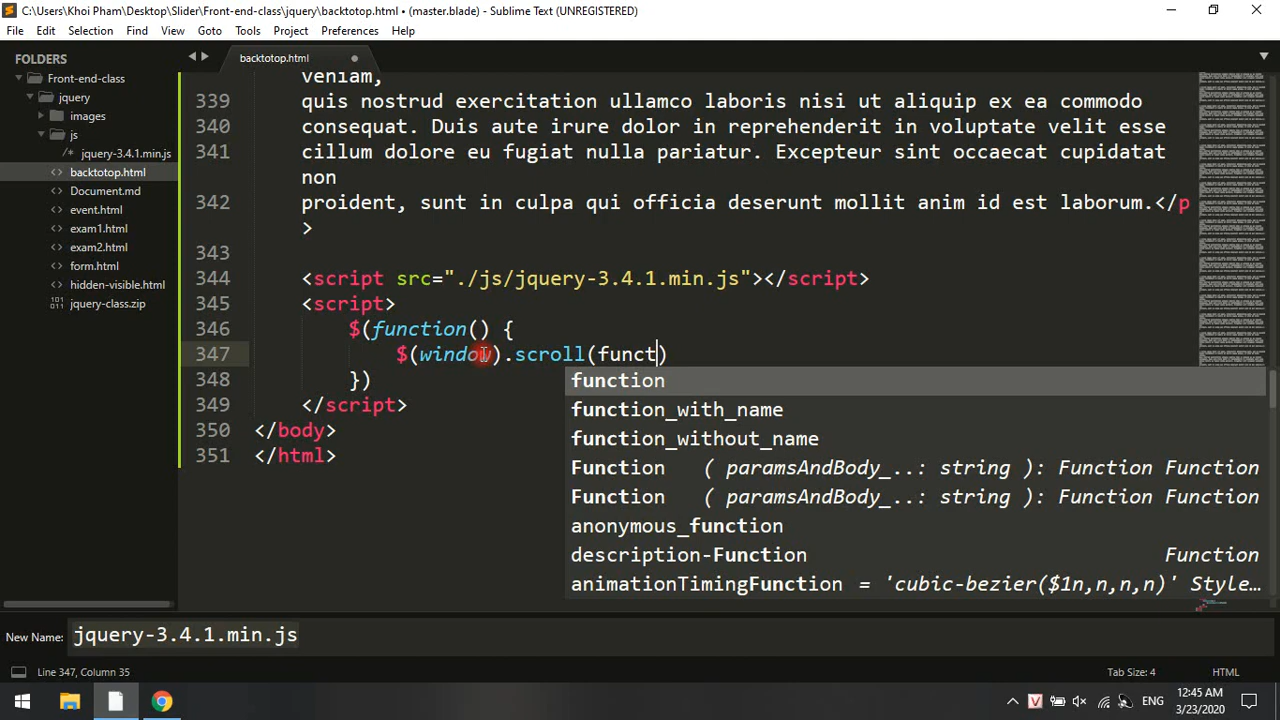 C:\Users\Khoi Pham\Desktop\Slider\Front-end-class\jquery\backtotop.html • (master.blade) - Sublime Text (UNREGISTERED)
File Edit Selection Find View Goto Tools Project Preferences Help
FOLDERS
Front-end-class
jquery
images
js
/* jquery-3.4.1.min.js
<> backtotop.html
<> Document.md
<> event.html
<> exam1.html
<> exam2.html
<> form.html
<> hidden-visible.html
jquery-class.zip
backtotop.html
veniam,
339 quis nostrud exercitation ullamco laboris nisi ut aliquip ex ea commodo
340 consequat. Duis aute irure dolor in reprehenderit in voluptate velit esse
341 cillum dolore eu fugiat nulla pariatur. Excepteur sint occaecat cupidatat
non
342 proident, sunt in culpa qui officia deserunt mollit anim id est laborum.</p
>
343
344 <script src="./js/jquery-3.4.1.min.js"></script>
345 <script>
346 $(function() {
347 $(window).scroll(funct)
348 })
349 </script>
350 </body>
351 </html>
function
function_with_name
function_without_name
Function ( paramsAndBody_..: string ): Function Function
Function ( paramsAndBody_..: string ): Function Function
anonymous_function
description-Function Function
animationTimingFunction = 'cubic-bezier($1n,n,n,n)' Style…
New Name: jquery-3.4.1.min.js
Line 347, Column 35
Tab Size: 4 HTML
V ENG
12:45 AM
3/23/2020